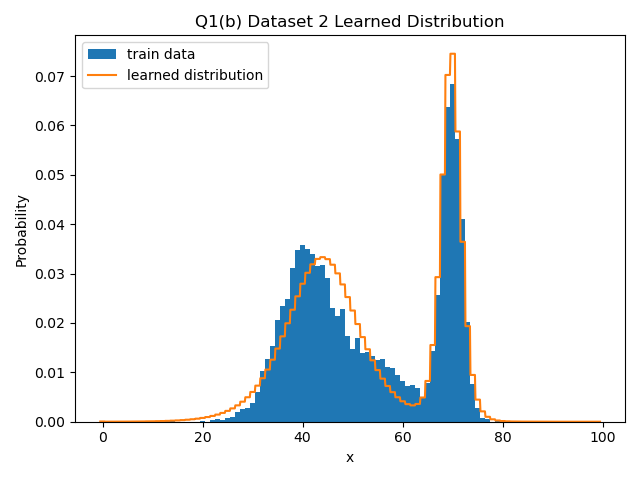 Q1(b) Dataset 2 Learned Distribution
train data
learned distribution
Probability
0.07
0.06
0.05
0.04
0.03
0.02
0.01
0.00
0 20 40 60 80 100
x